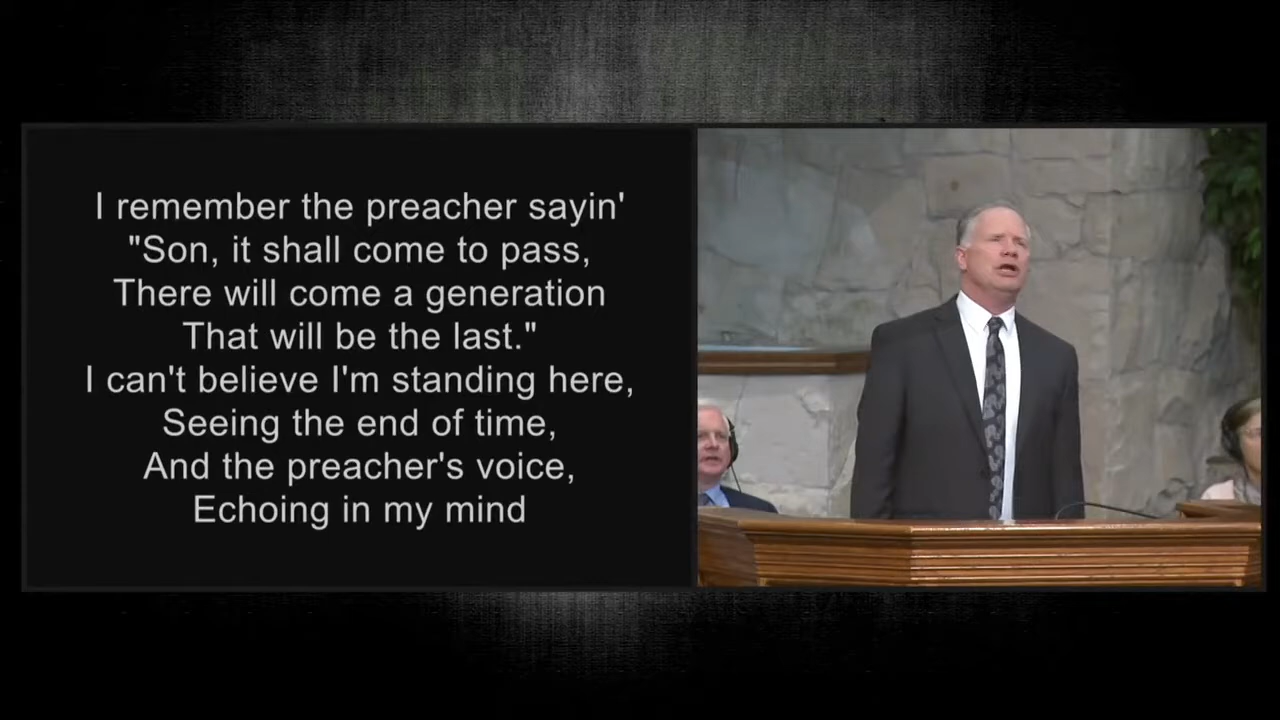 I remember the preacher sayin'
"Son, it shall come to pass,
There will come a generation
That will be the last."
I can't believe I'm standing here,
Seeing the end of time,
And the preacher's voice,
Echoing in my mind